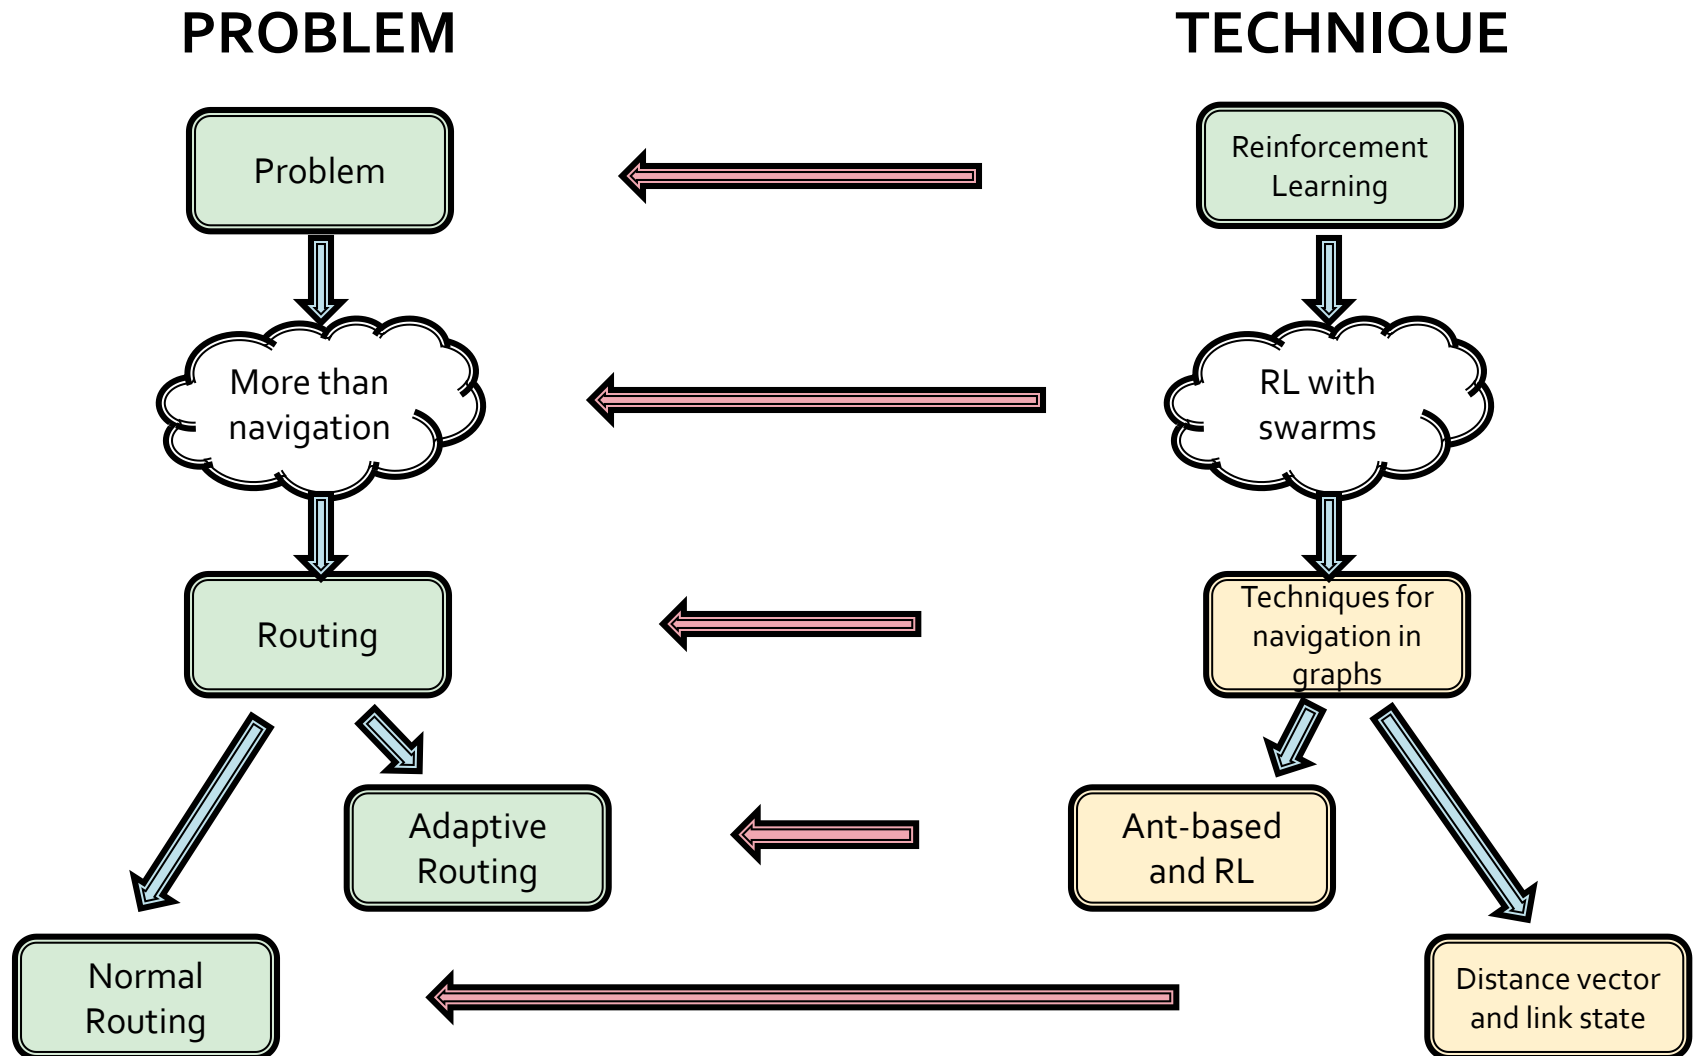 PROBLEM
TECHNIQUE
Problem
Reinforcement
Learning
More than
navigation
RL with
swarms
Routing
Techniques for
navigation in
graphs
Adaptive
Routing
Ant-based
and RL
Normal
Routing
Distance vector
and link state